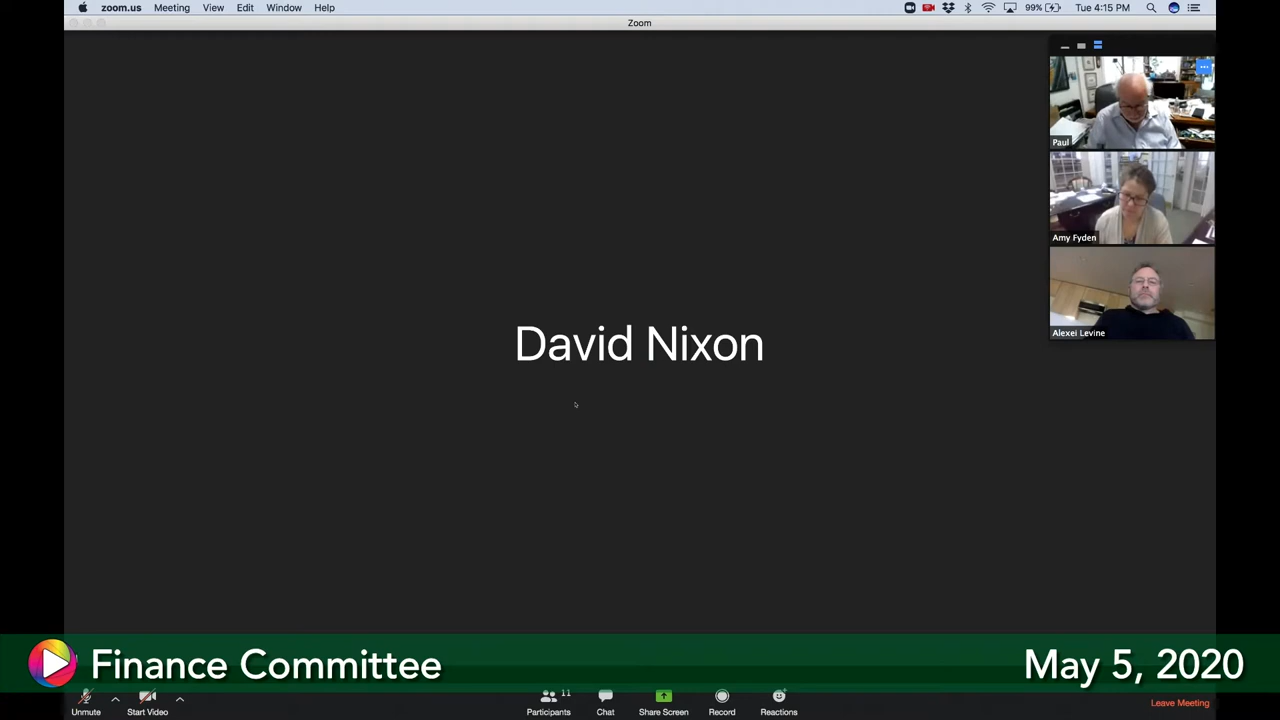 zoom.us Meeting View Edit Window Help 99% Tue 4:15 PM
Zoom
Paul
Amy Fyden
Alexei Levine
David Nixon
Finance Committee May 5, 2020
Unmute Start Video Participants 11 Chat Share Screen Record Reactions Leave Meeting